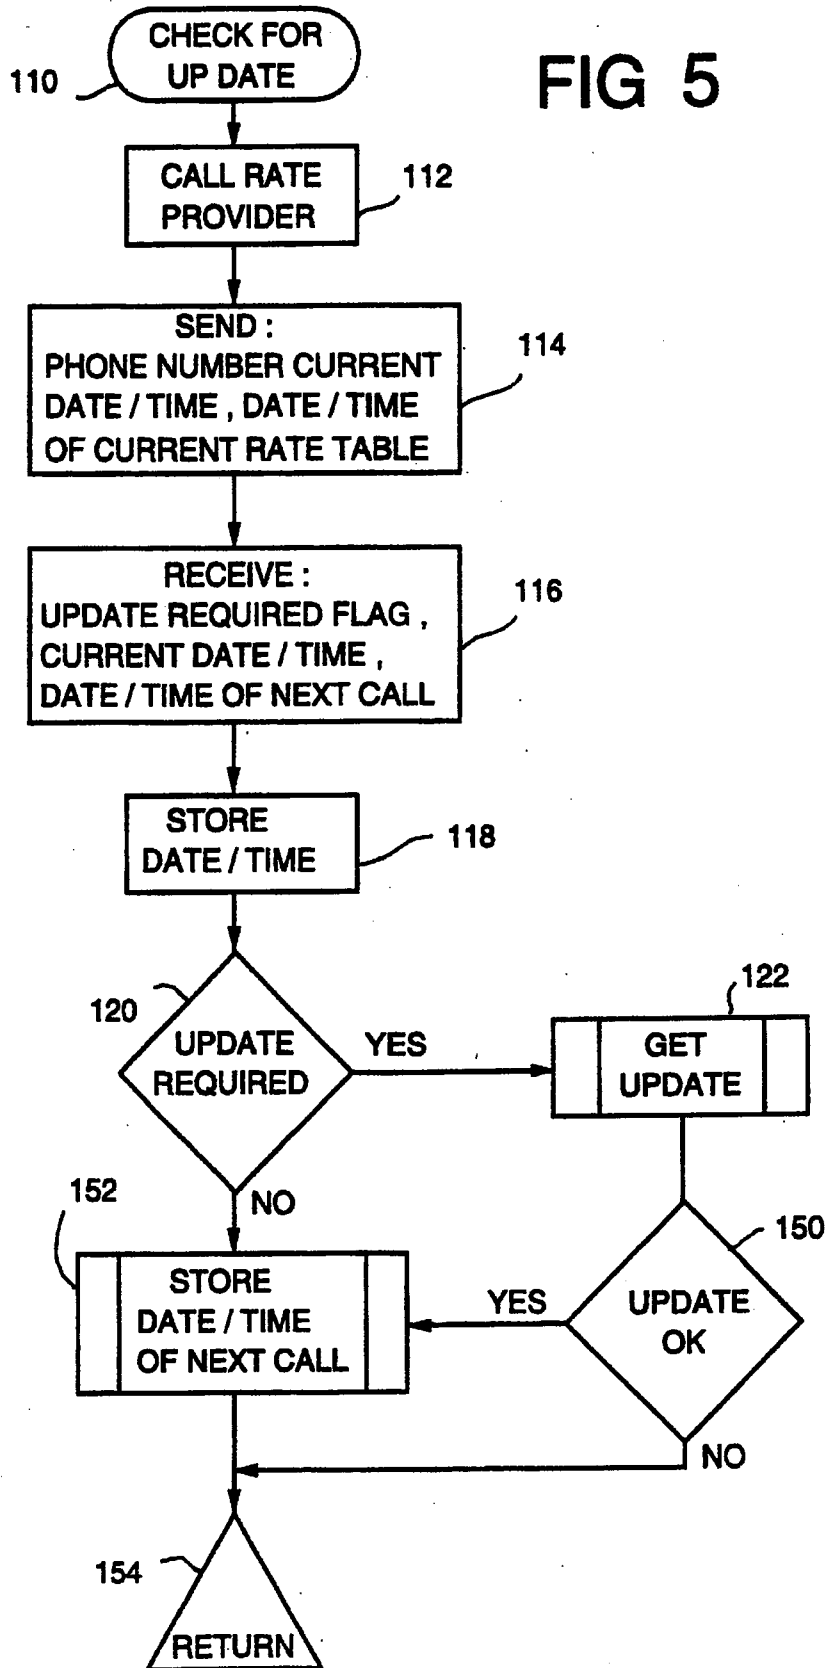 CHECK FOR
UP DATE
110
FIG 5
CALL RATE
PROVIDER
112
SEND :
PHONE NUMBER CURRENT
DATE / TIME , DATE / TIME
OF CURRENT RATE TABLE
114
RECEIVE :
UPDATE REQUIRED FLAG ,
CURRENT DATE / TIME ,
DATE / TIME OF NEXT CALL
116
STORE
DATE / TIME
118
120
UPDATE
REQUIRED
YES
122
GET
UPDATE
NO
152
STORE
DATE / TIME
OF NEXT CALL
YES
150
UPDATE
OK
NO
154
RETURN